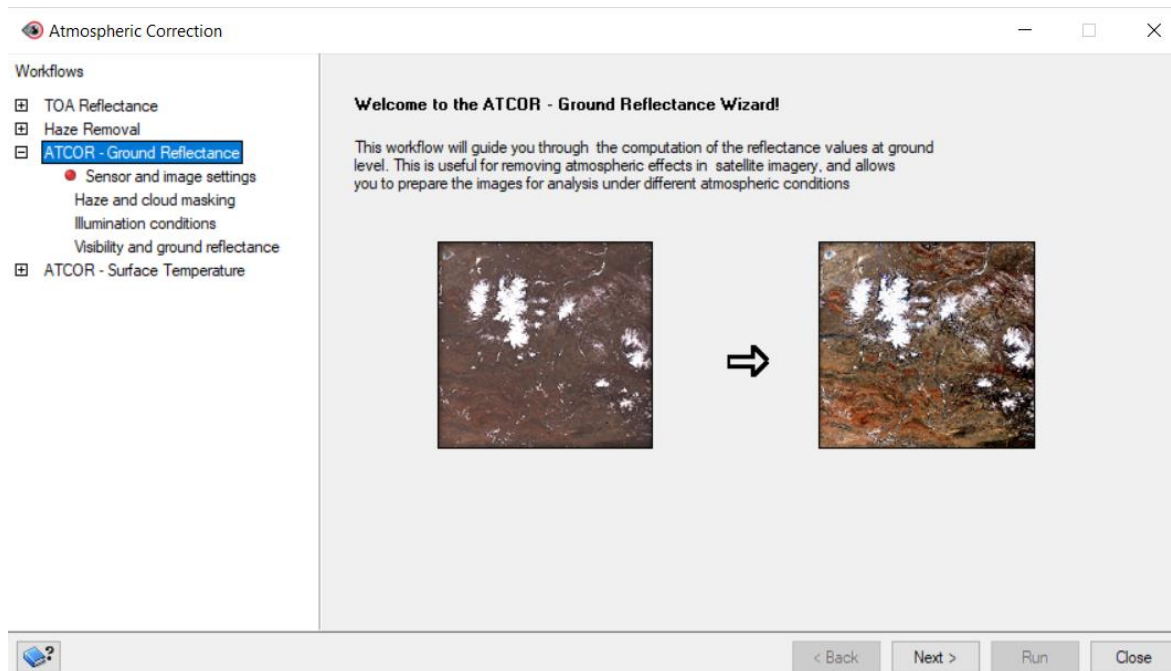 Atmospheric Correction
Workflows
TOA Reflectance
Haze Removal
ATCOR - Ground Reflectance
Sensor and image settings
Haze and cloud masking
Illumination conditions
Visibility and ground reflectance
ATCOR - Surface Temperature
Welcome to the ATCOR - Ground Reflectance Wizard!
This workflow will guide you through the computation of the reflectance values at ground
level. This is useful for removing atmospheric effects in satellite imagery, and allows
you to prepare the images for analysis under different atmospheric conditions
< Back
Next >
Run
Close